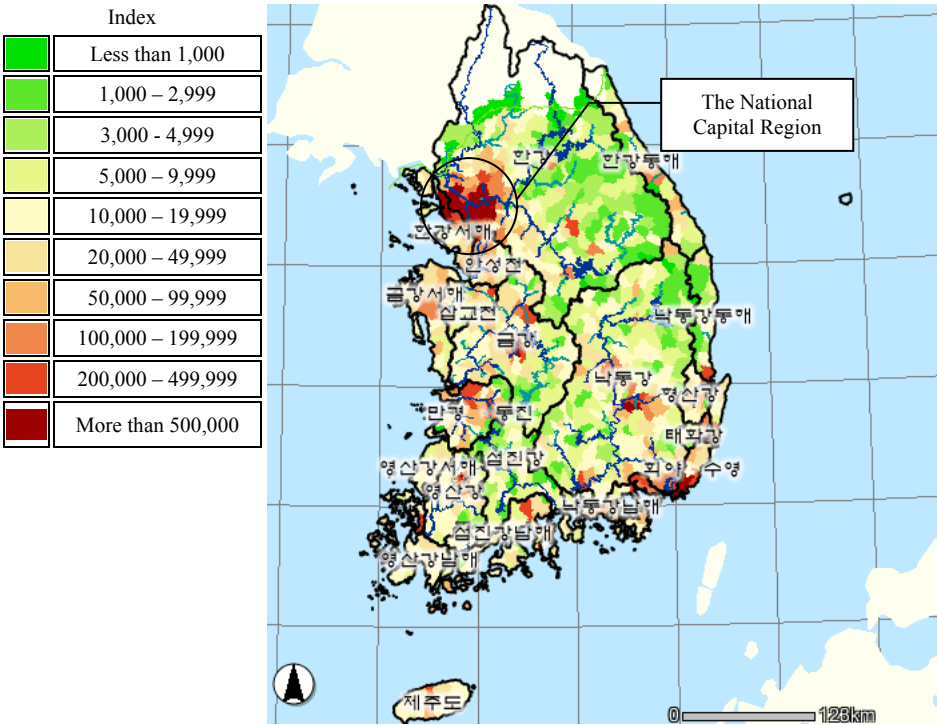 Index
Less than 1,000
1,000 – 2,999
3,000 - 4,999
5,000 – 9,999
10,000 – 19,999
20,000 – 49,999
50,000 – 99,999
100,000 – 199,999
200,000 – 499,999
More than 500,000
The National
Capital Region
한강
한강동해
한강서해
안성천
금강서해
삽교천
낙동강동해
금강
낙동강
형산강
만경
동진
태화강
영산강서해
섬진강
회야
수영
영산강
낙동강남해
섬진강남해
영산강남해
제주도
0
128km